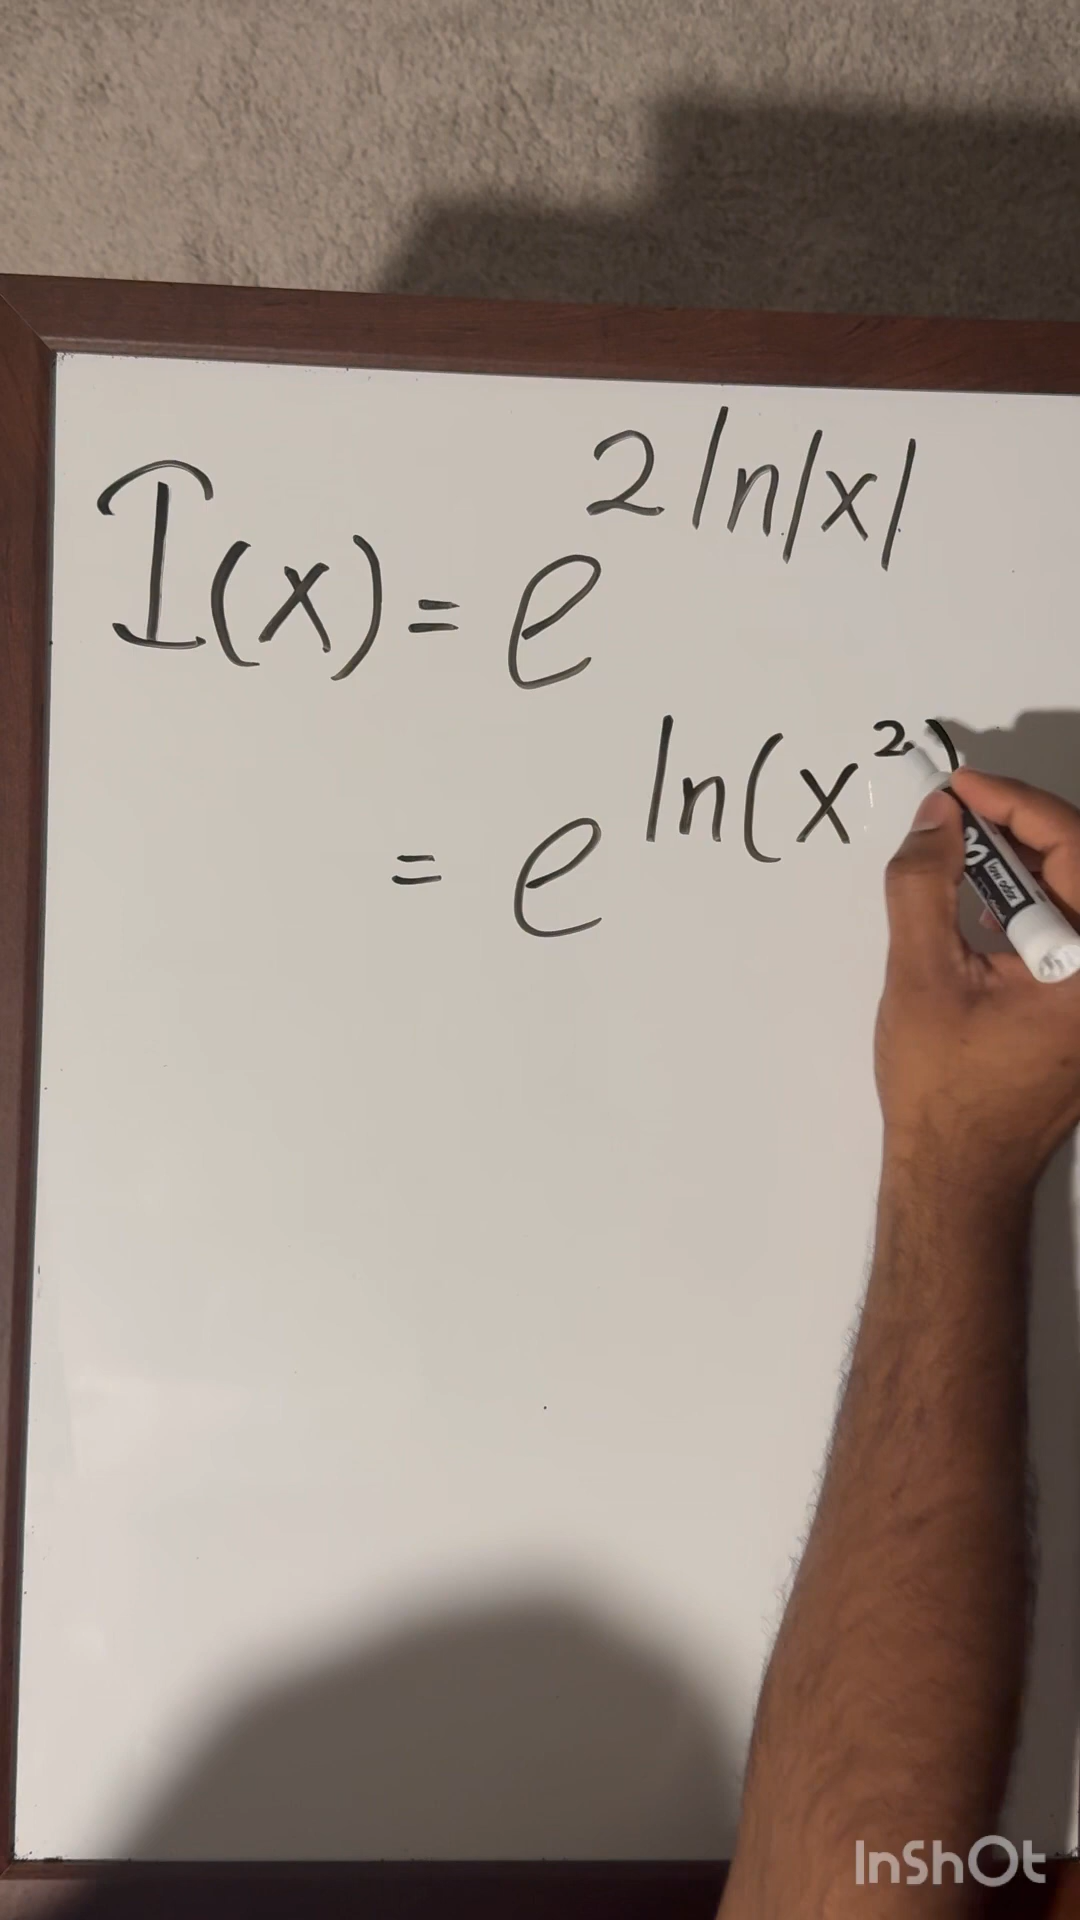 I(x) = e^{2 ln|x|}
= e^{ln(x^2)}
InShOt